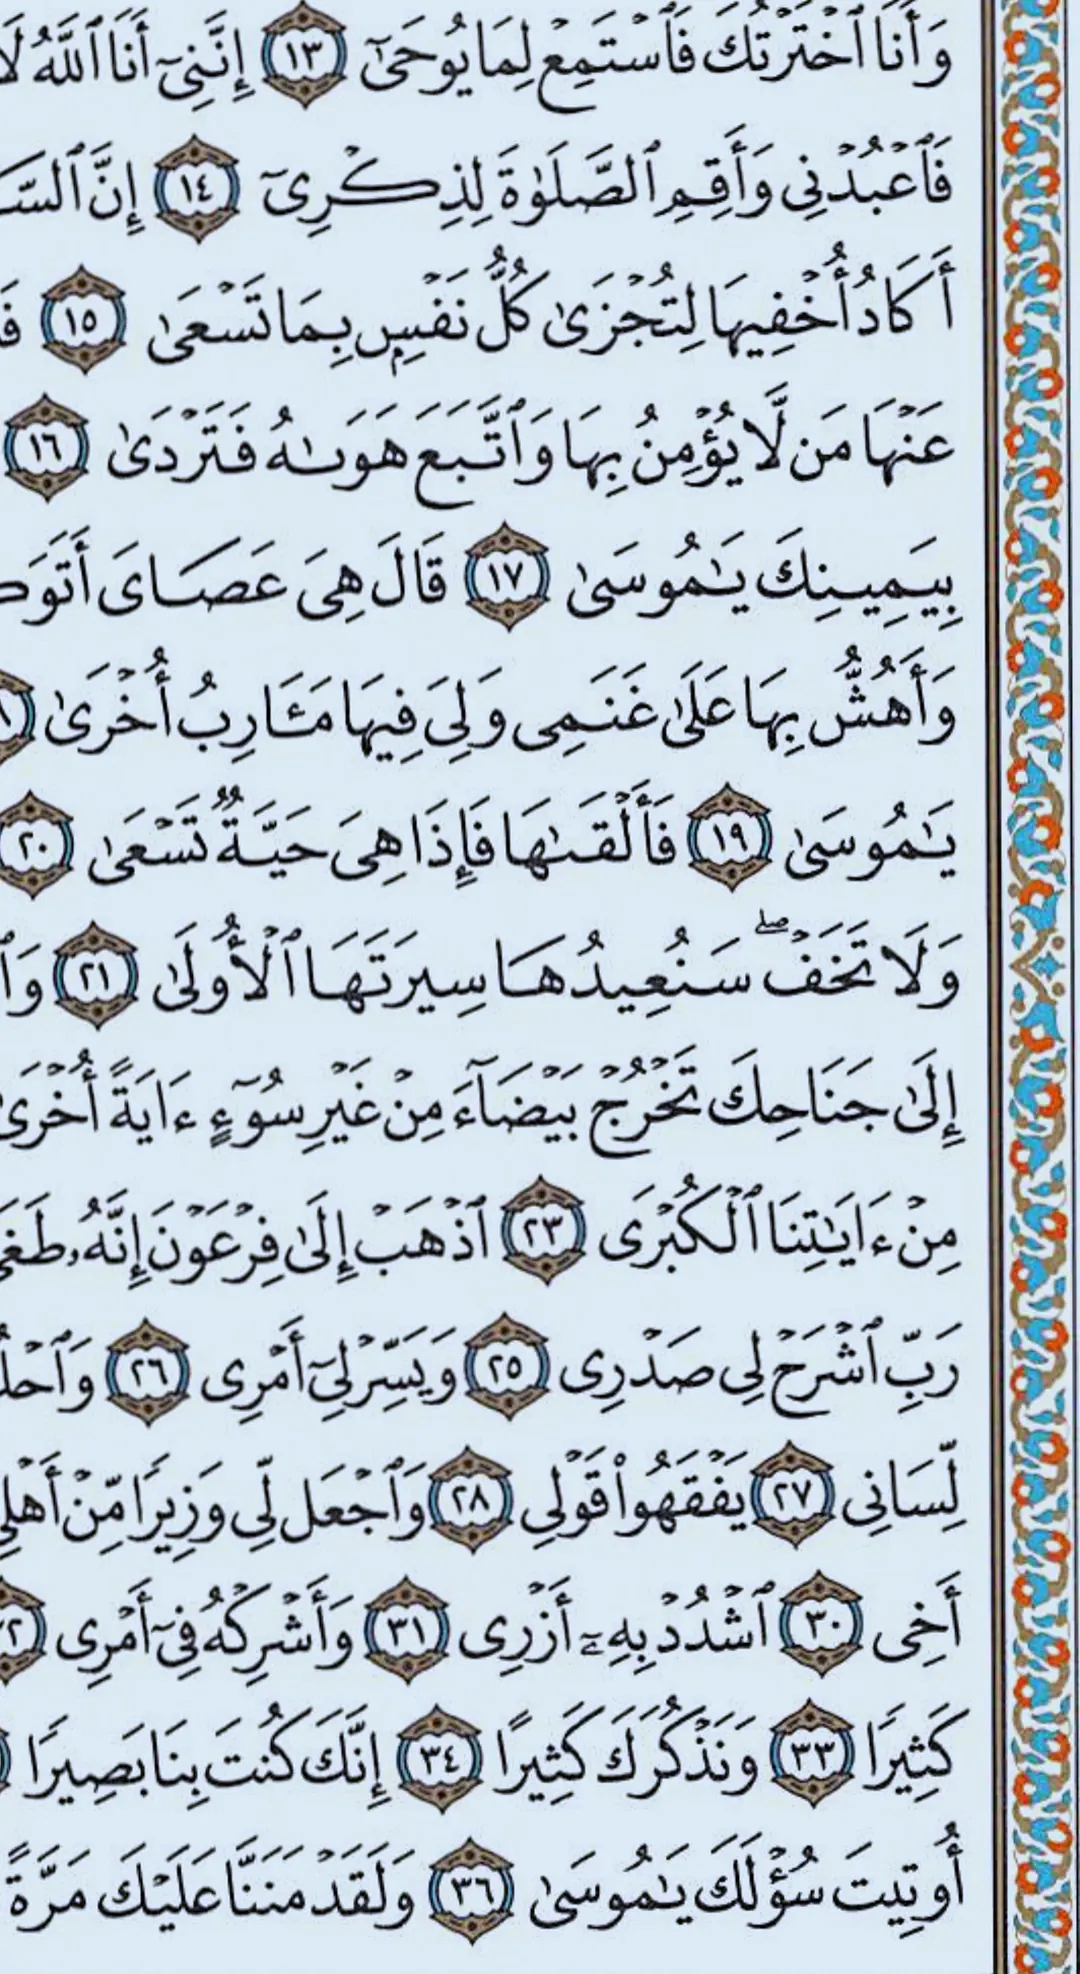 وَأَنَا ٱخۡتَرۡتُكَ فَٱسۡتَمِعۡ لِمَا يُوحَىٰٓ ١٣ إِنَّنِيٓ أَنَا ٱللَّهُ لَآ
فَٱعۡبُدۡنِي وَأَقِمِ ٱلصَّلَوٰةَ لِذِكۡرِيٓ ١٤ إِنَّ
أَكَادُ أُخۡفِيهَا لِتُجۡزَىٰ كُلُّ نَفۡسِۭ بِمَا تَسۡعَىٰ ١٥
عَنۡهَا مَن لَّا يُؤۡمِنُ بِهَا وَٱتَّبَعَ هَوَىٰهُ فَتَرۡدَىٰ ١٦
بِيَمِينِكَ يَٰمُوسَىٰ ١٧ قَالَ هِيَ عَصَايَ
وَأَهُشُّ بِهَا عَلَىٰ غَنَمِي وَلِيَ فِيهَا مَـَٔارِبُ أُخۡرَىٰ
يَٰمُوسَىٰ ١٩ فَأَلۡقَىٰهَا فَإِذَا هِيَ حَيَّةٞ تَسۡعَىٰ ٢٠
وَلَا تَخَفۡۖ سَنُعِيدُهَا سِيرَتَهَا ٱلۡأُولَىٰ ٢١
إِلَىٰ جَنَاحِكَ تَخۡرُجۡ بَيۡضَآءَ مِنۡ غَيۡرِ سُوٓءٍ ءَايَةً أُخۡرَىٰ
مِنۡ ءَايَٰتِنَا ٱلۡكُبۡرَى ٢٣ ٱذۡهَبۡ إِلَىٰ فِرۡعَوۡنَ إِنَّهُۥ طَغَىٰ
رَبِّ ٱشۡرَحۡ لِي صَدۡرِي ٢٥ وَيَسِّرۡ لِيٓ أَمۡرِي ٢٦
لِّسَانِي ٢٧ يَفۡقَهُواْ قَوۡلِي ٢٨ وَٱجۡعَل لِّي وَزِيرٗا مِّنۡ أَهۡلِي
أَخِي ٣٠ ٱشۡدُدۡ بِهِۦٓ أَزۡرِي ٣١ وَأَشۡرِكۡهُ فِيٓ أَمۡرِي
كَثِيرٗا ٣٣ وَنَذۡكُرَكَ كَثِيرًا ٣٤ إِنَّكَ كُنتَ بِنَا بَصِيرٗا
أُوتِيتَ سُؤۡلَكَ يَٰمُوسَىٰ ٣٦ وَلَقَدۡ مَنَنَّا عَلَيۡكَ مَرَّةً